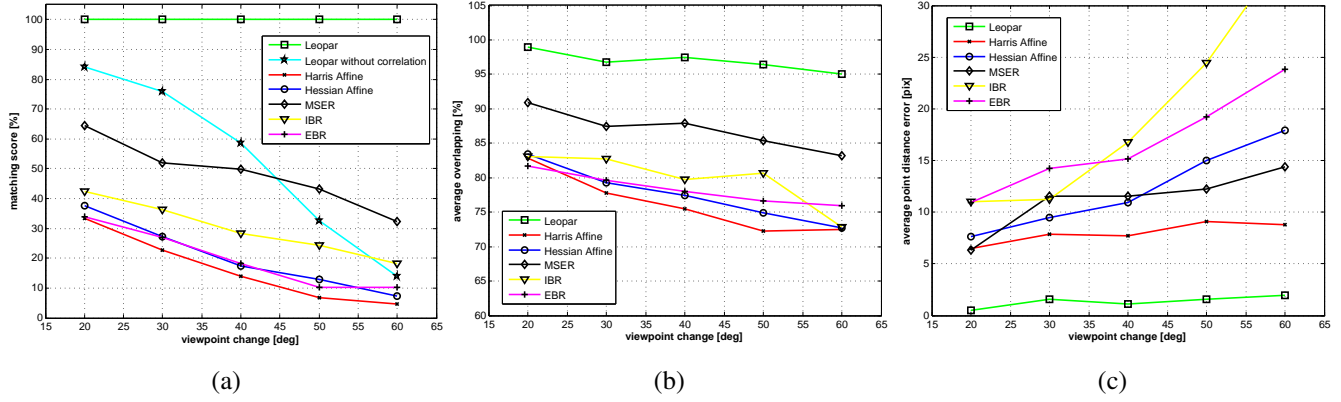 100
90
80
70
60
50
40
30
20
10
0
15 20 25 30 35 40 45 50 55 60 65
matching score [%]
viewpoint change [deg]
Leopar
Leopar without correlation
Harris Affine
Hessian Affine
MSER
IBR
EBR
(a)
105
100
95
90
85
80
75
70
65
60
15 20 25 30 35 40 45 50 55 60 65
average overlapping [%]
viewpoint change [deg]
Leopar
Harris Affine
Hessian Affine
MSER
IBR
EBR
(b)
30
25
20
15
10
5
0
15 20 25 30 35 40 45 50 55 60 65
average point distance error [pix]
viewpoint change [deg]
Leopar
Harris Affine
Hessian Affine
MSER
IBR
EBR
(c)